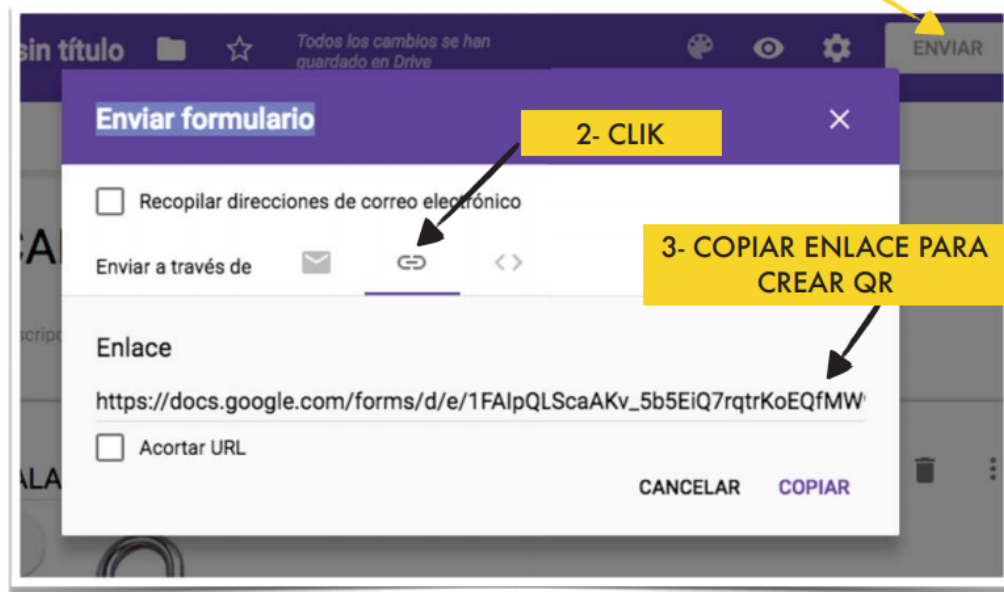 sin título
Todos los cambios se han
guardado en Drive
ENVIAR
Enviar formulario
2- CLIK
Recopilar direcciones de correo electrónico
3- COPIAR ENLACE PARA
CREAR QR
Enviar a través de
Enlace
https://docs.google.com/forms/d/e/1FAIpQLScaAKv_5b5EiQ7rqtrKoEQfMW
Acortar URL
CANCELAR COPIAR